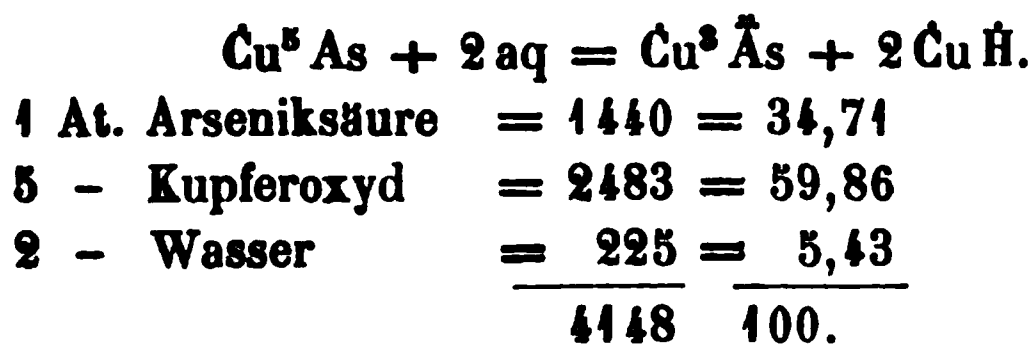 Ċu⁵ As + 2 aq = Ċu³ Äs + 2 Ċu Ḣ.
1 At. Arseniksäure = 1440 = 34,71
5 – Kupferoxyd = 2483 = 59,86
2 – Wasser = 225 = 5,43
4148 100.